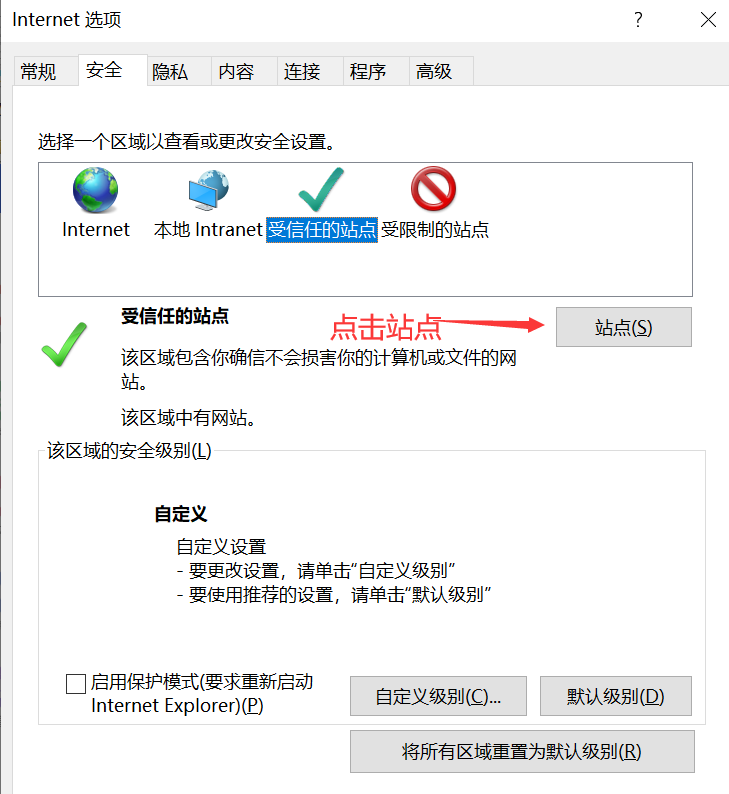 Internet 选项
?
常规 安全 隐私 内容 连接 程序 高级
选择一个区域以查看或更改安全设置。
Internet 本地 Intranet 受信任的站点 受限制的站点
受信任的站点
点击站点
站点(S)
该区域包含你确信不会损害你的计算机或文件的网
站。
该区域中有网站。
该区域的安全级别(L)
自定义
自定义设置
- 要更改设置，请单击“自定义级别”
- 要使用推荐的设置，请单击“默认级别”
启用保护模式(要求重新启动
Internet Explorer)(P)
自定义级别(C)... 默认级别(D)
将所有区域重置为默认级别(R)